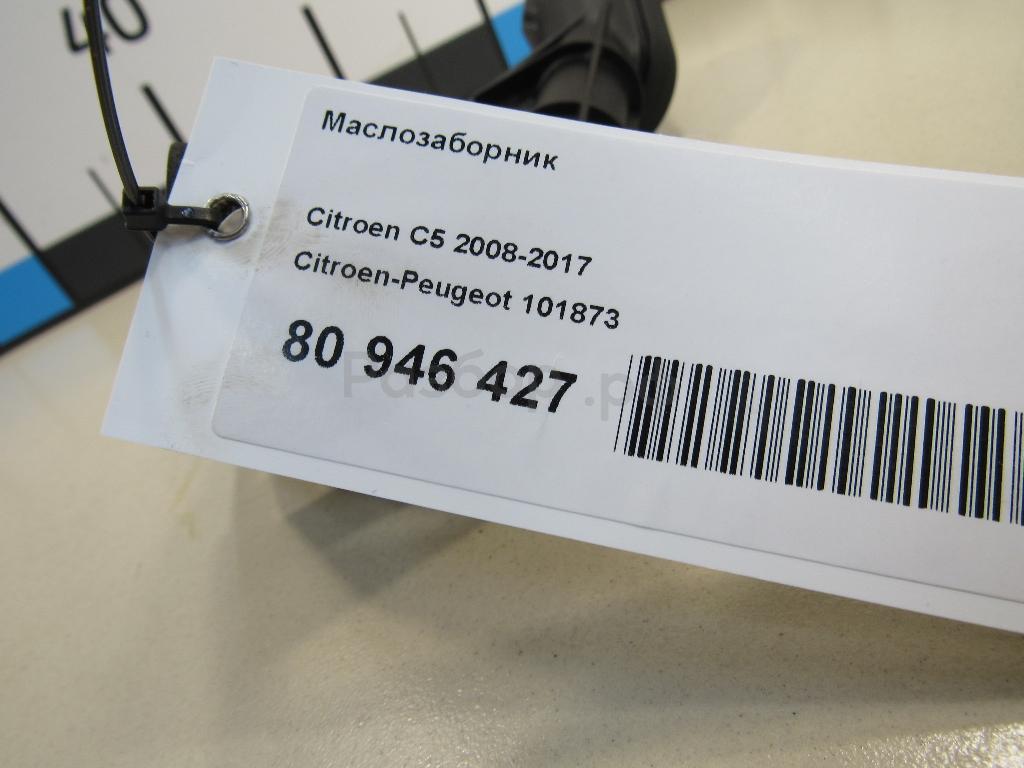 40
Маслозаборник
Citroen C5 2008-2017
Citroen-Peugeot 101873
80 946 427